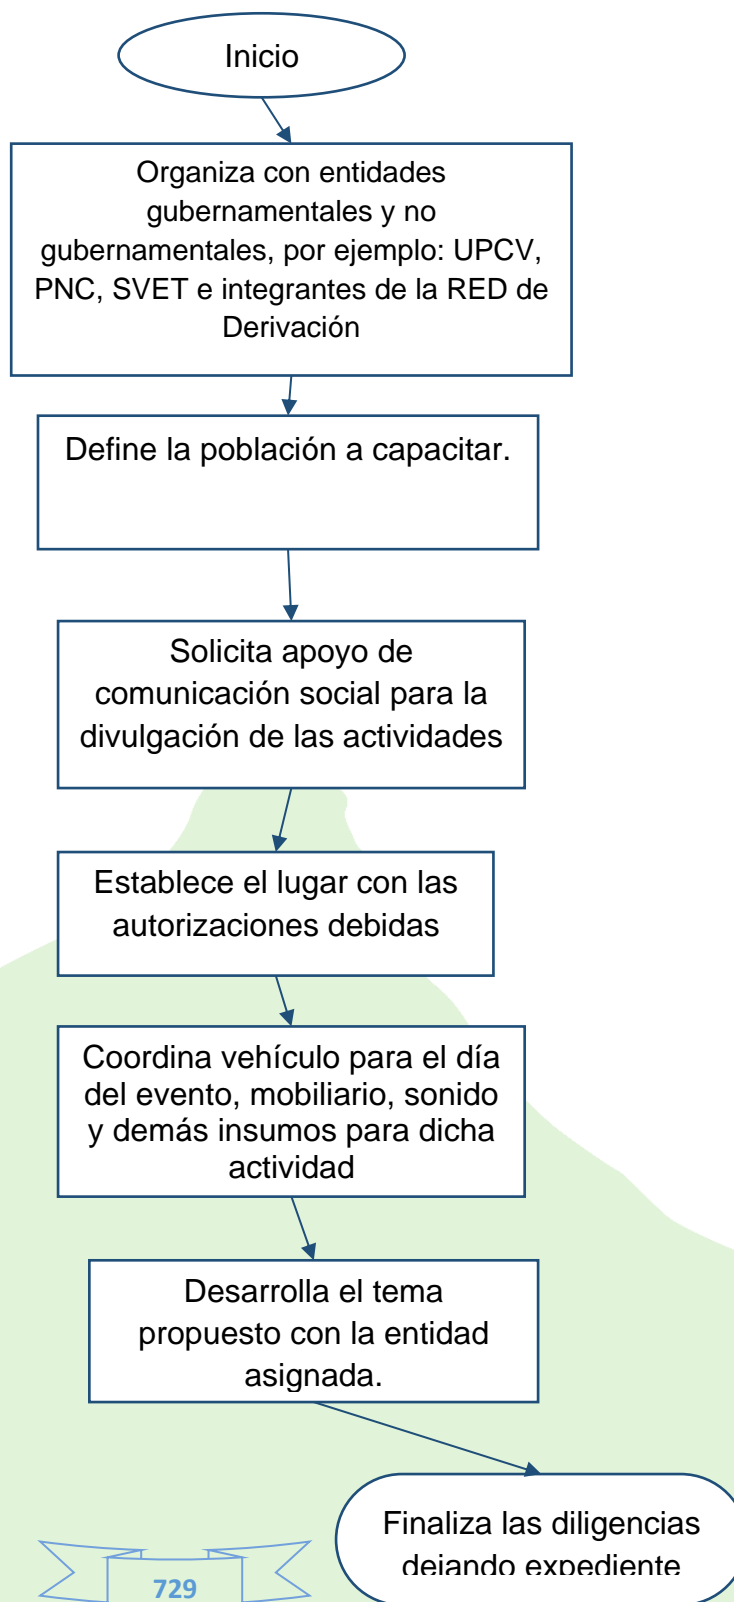 Inicio
Organiza con entidades
gubernamentales y no
gubernamentales, por ejemplo: UPCV,
PNC, SVET e integrantes de la RED de
Derivación
Define la población a capacitar.
Solicita apoyo de
comunicación social para la
divulgación de las actividades
Establece el lugar con las
autorizaciones debidas
Coordina vehículo para el día
del evento, mobiliario, sonido
y demás insumos para dicha
actividad
Desarrolla el tema
propuesto con la entidad
asignada.
Finaliza las diligencias
dejando expediente
729